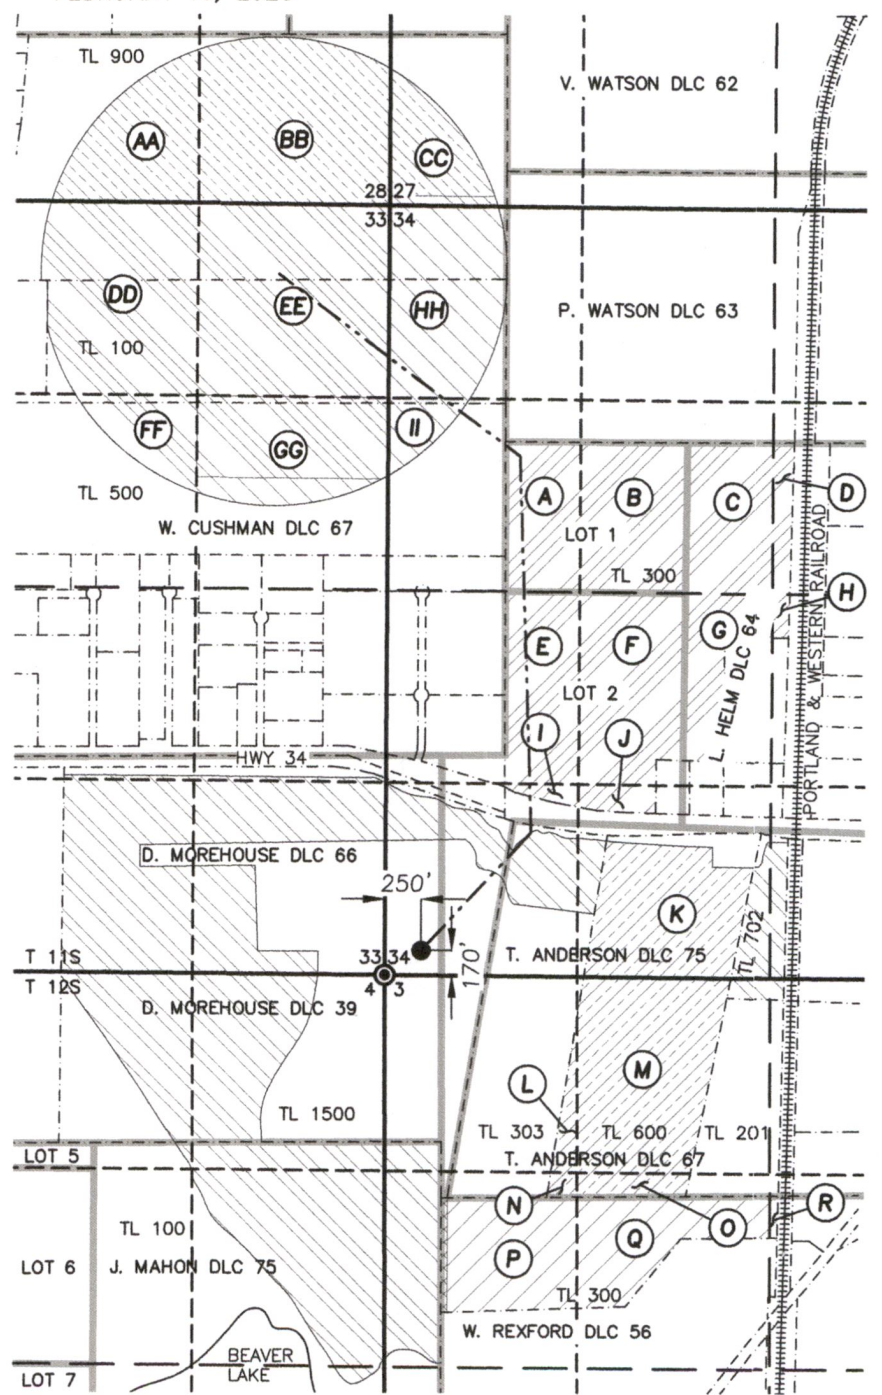 TL 900
V. WATSON DLC 62
AA
BB
CC
28 27
33 34
DD
EE
HH
P. WATSON DLC 63
TL 100
FF
GG
II
TL 500
A
B
C
D
W. CUSHMAN DLC 67
LOT 1
TL 300
H
E
F
G
L. HELM DLC 64
PORTLAND & WESTERN RAILROAD
LOT 2
I
J
HWY 34
D. MOREHOUSE DLC 66
250'
K
TL 702
T 11S
33 34
170'
T. ANDERSON DLC 75
T 12S
4 3
D. MOREHOUSE DLC 39
L
M
TL 1500
TL 303
TL 600
TL 201
LOT 5
T. ANDERSON DLC 67
N
O
R
TL 100
P
Q
LOT 6
J. MAHON DLC 75
TL 300
W. REXFORD DLC 56
BEAVER
LAKE
LOT 7